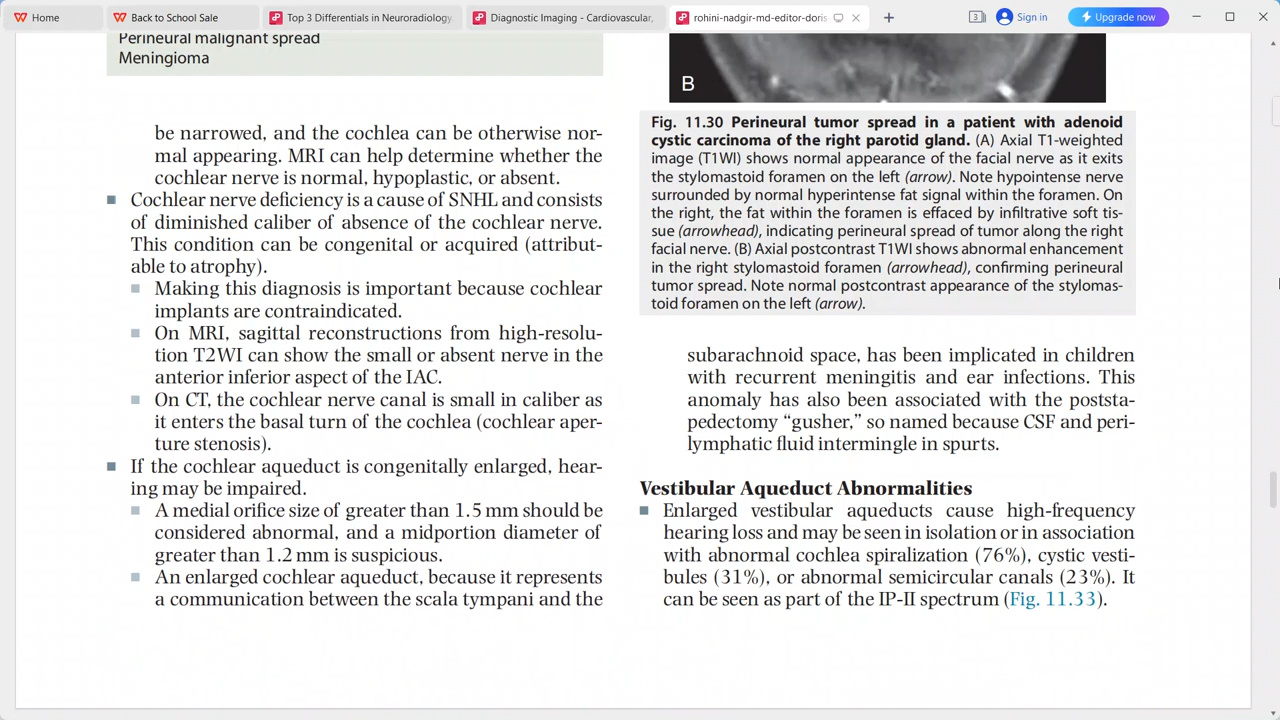 Home
Back to School Sale
Top 3 Differentials in Neuroradiology
Diagnostic Imaging - Cardiovascular,
rohini-nadgir-md-editor-doris
3
Sign in
Upgrade now
Perineural malignant spread
Meningioma
be narrowed, and the cochlea can be otherwise nor-
mal appearing. MRI can help determine whether the
cochlear nerve is normal, hypoplastic, or absent.
Cochlear nerve deficiency is a cause of SNHL and consists
of diminished caliber of absence of the cochlear nerve.
This condition can be congenital or acquired (attribut-
able to atrophy).
Making this diagnosis is important because cochlear
implants are contraindicated.
On MRI, sagittal reconstructions from high-resolu-
tion T2WI can show the small or absent nerve in the
anterior inferior aspect of the IAC.
On CT, the cochlear nerve canal is small in caliber as
it enters the basal turn of the cochlea (cochlear aper-
ture stenosis).
If the cochlear aqueduct is congenitally enlarged, hear-
ing may be impaired.
A medial orifice size of greater than 1.5 mm should be
considered abnormal, and a midportion diameter of
greater than 1.2 mm is suspicious.
An enlarged cochlear aqueduct, because it represents
a communication between the scala tympani and the
B
Fig. 11.30 Perineural tumor spread in a patient with adenoid
cystic carcinoma of the right parotid gland. (A) Axial T1-weighted
image (T1WI) shows normal appearance of the facial nerve as it exits
the stylomastoid foramen on the left (arrow). Note hypointense nerve
surrounded by normal hyperintense fat signal within the foramen. On
the right, the fat within the foramen is effaced by infiltrative soft tis-
sue (arrowhead), indicating perineural spread of tumor along the right
facial nerve. (B) Axial postcontrast T1WI shows abnormal enhancement
in the right stylomastoid foramen (arrowhead), confirming perineural
tumor spread. Note normal postcontrast appearance of the stylomas-
toid foramen on the left (arrow).
subarachnoid space, has been implicated in children
with recurrent meningitis and ear infections. This
anomaly has also been associated with the poststa-
pedectomy “gusher,” so named because CSF and peri-
lymphatic fluid intermingle in spurts.
Vestibular Aqueduct Abnormalities
Enlarged vestibular aqueducts cause high-frequency
hearing loss and may be seen in isolation or in association
with abnormal cochlea spiralization (76%), cystic vesti-
bules (31%), or abnormal semicircular canals (23%). It
can be seen as part of the IP-II spectrum (Fig. 11.33).